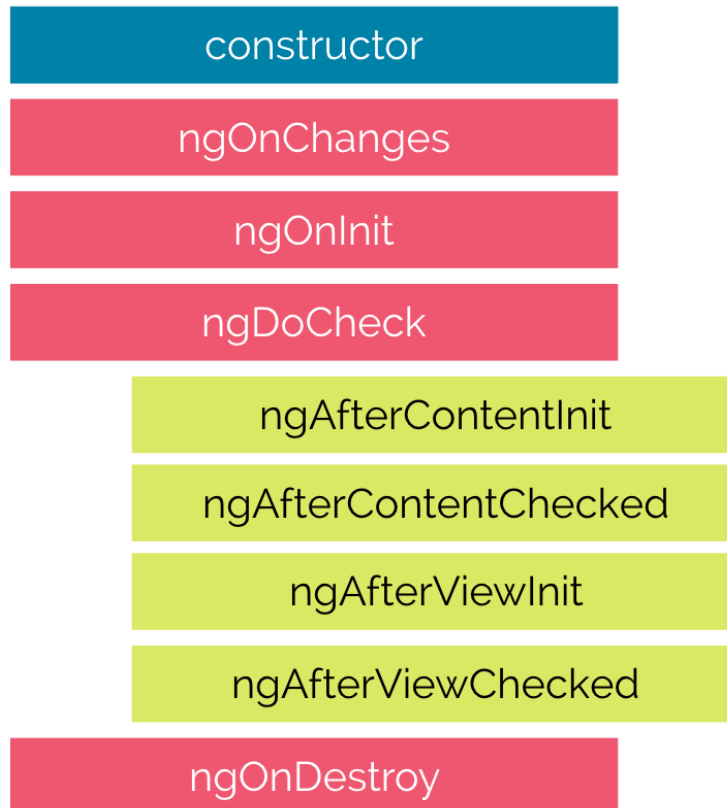 constructor
ngOnChanges
ngOnInit
ngDoCheck
ngAfterContentInit
ngAfterContentChecked
ngAfterViewInit
ngAfterViewChecked
ngOnDestroy